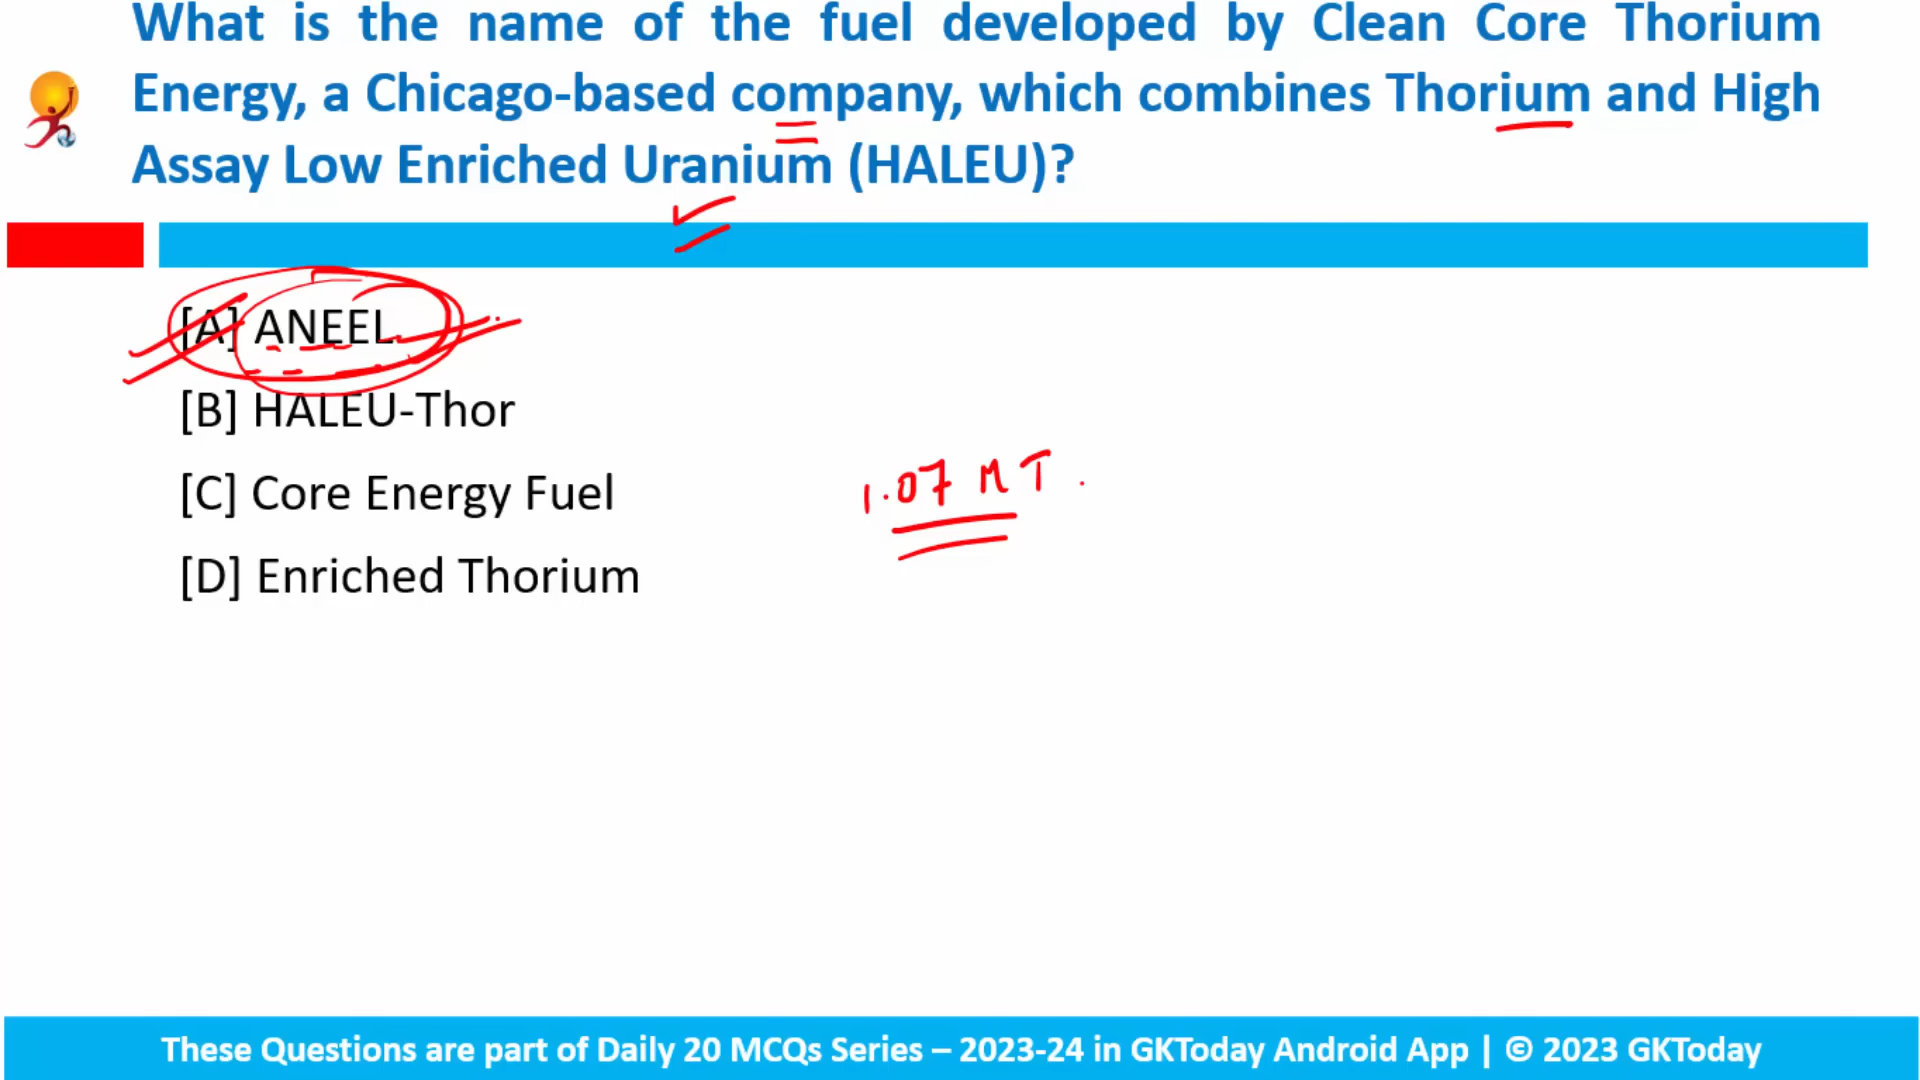 What is the name of the fuel developed by Clean Core Thorium
Energy, a Chicago-based company, which combines Thorium and High
Assay Low Enriched Uranium (HALEU)?
[A] ANEEL
[B] HALEU-Thor
[C] Core Energy Fuel
1.07 MT.
[D] Enriched Thorium
These Questions are part of Daily 20 MCQs Series – 2023-24 in GKToday Android App | © 2023 GKToday